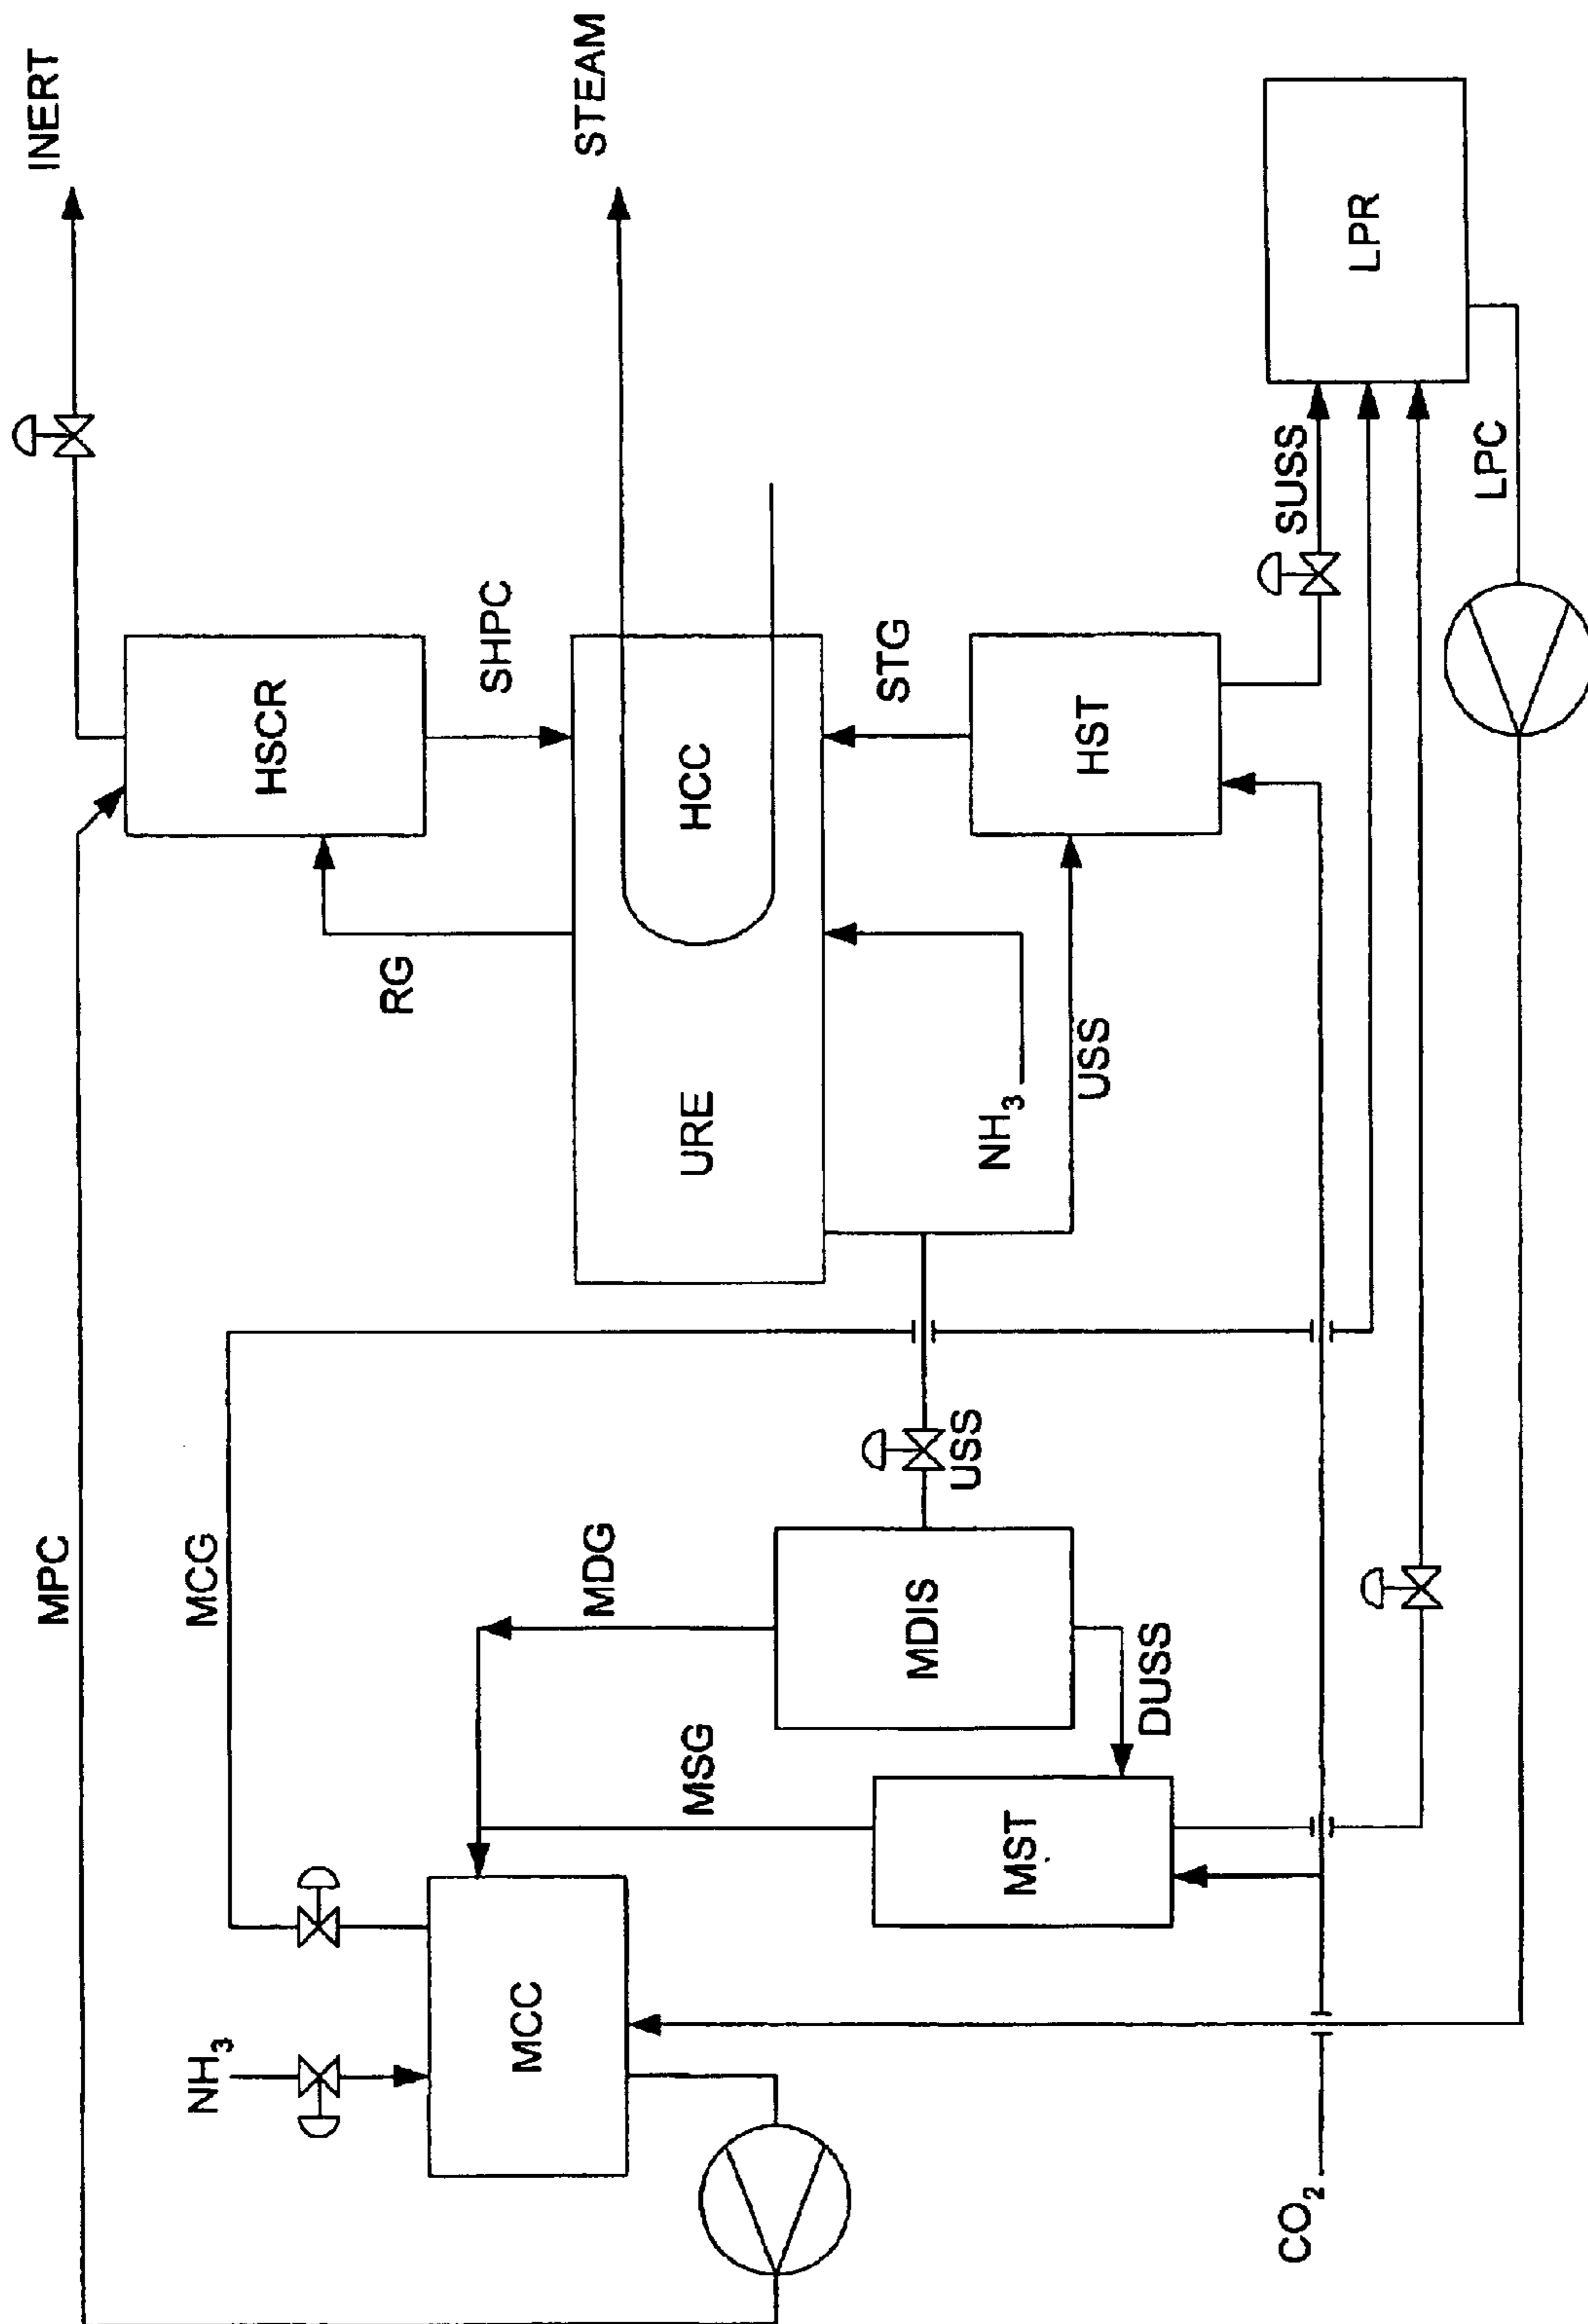 INERT
STEAM
MPC
MCG
NH3
MCC
MSG
MDG
MST
MDIS
DUSS
USS
CO2
RG
HSCR
SHPC
URE
HCC
NH3
USS
STG
HST
SUSS
LPR
LPC